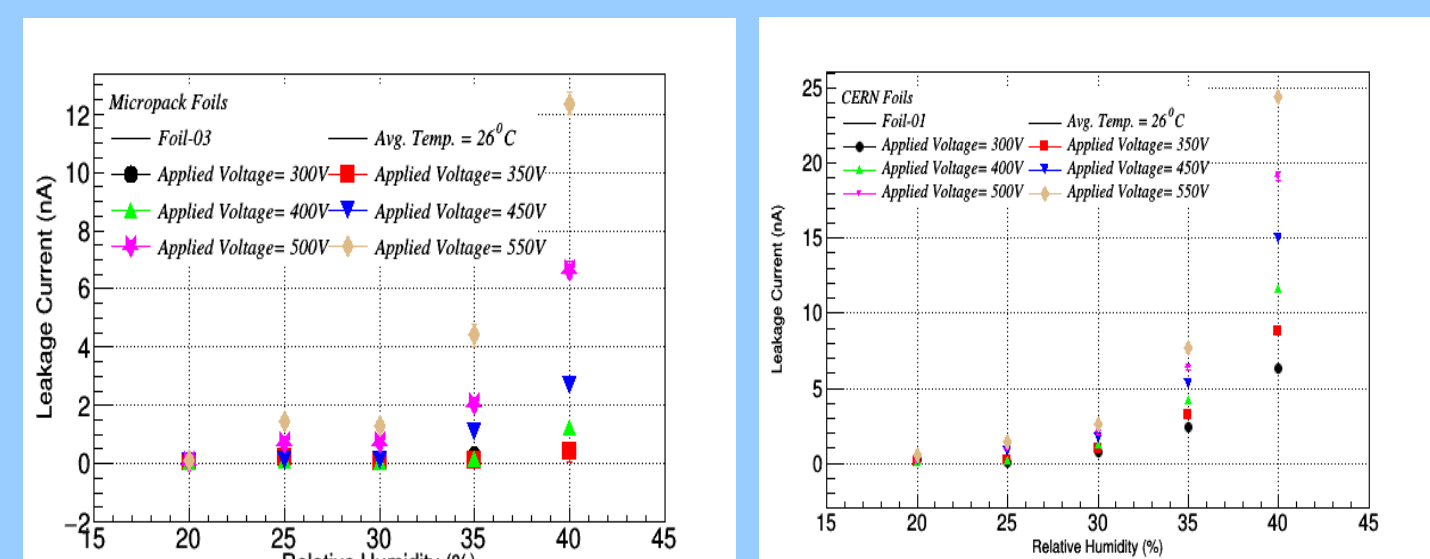 Micropack Foils
Foil-03 Avg. Temp. = 26⁰C
Applied Voltage= 300V Applied Voltage= 350V
Applied Voltage= 400V Applied Voltage= 450V
Applied Voltage= 500V Applied Voltage= 550V
Leakage Current (nA)
12
10
8
6
4
2
0
−2
15 20 25 30 35 40 45
Relative Humidity (%)
CERN Foils
Foil-01 Avg. Temp. = 26⁰C
Applied Voltage= 300V Applied Voltage= 350V
Applied Voltage= 400V Applied Voltage= 450V
Applied Voltage= 500V Applied Voltage= 550V
Leakage Current (nA)
25
20
15
10
5
0
15 20 25 30 35 40 45
Relative Humidity (%)